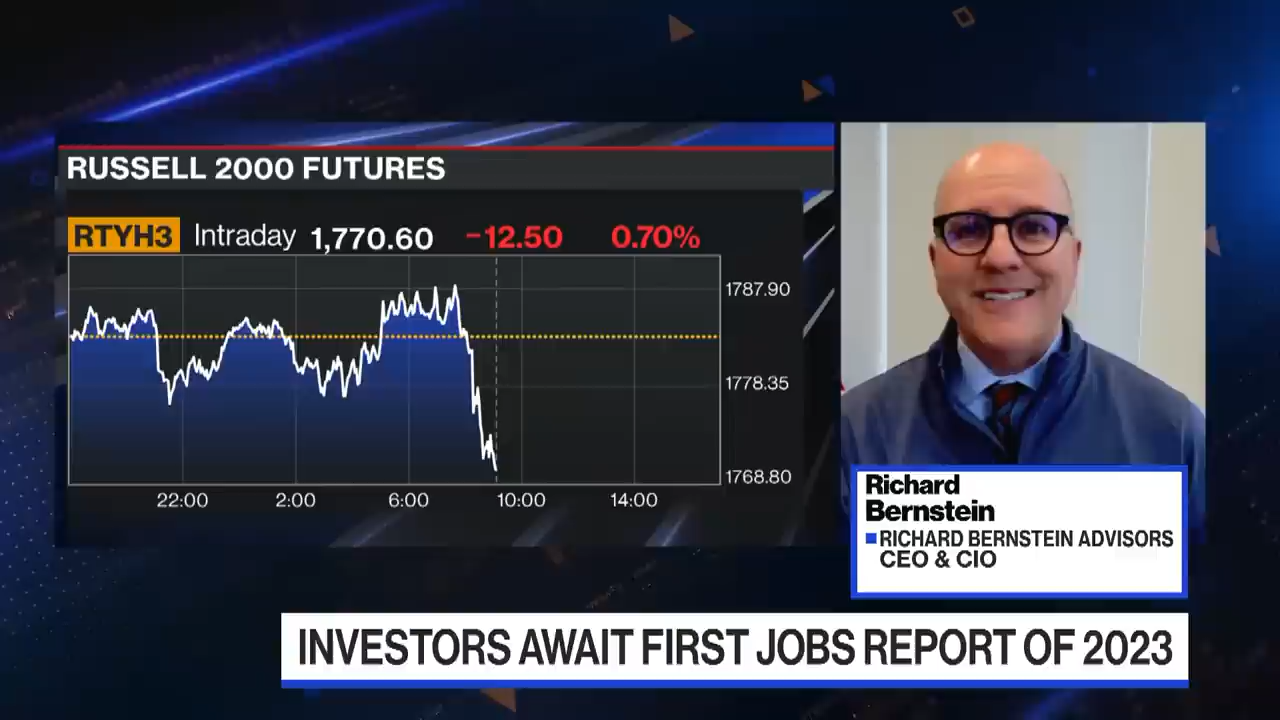 RUSSELL 2000 FUTURES
RTYH3 Intraday 1,770.60 -12.50 0.70%
1787.90
1778.35
1768.80
22:00 2:00 6:00 10:00 14:00
Richard
Bernstein
RICHARD BERNSTEIN ADVISORS
CEO & CIO
INVESTORS AWAIT FIRST JOBS REPORT OF 2023